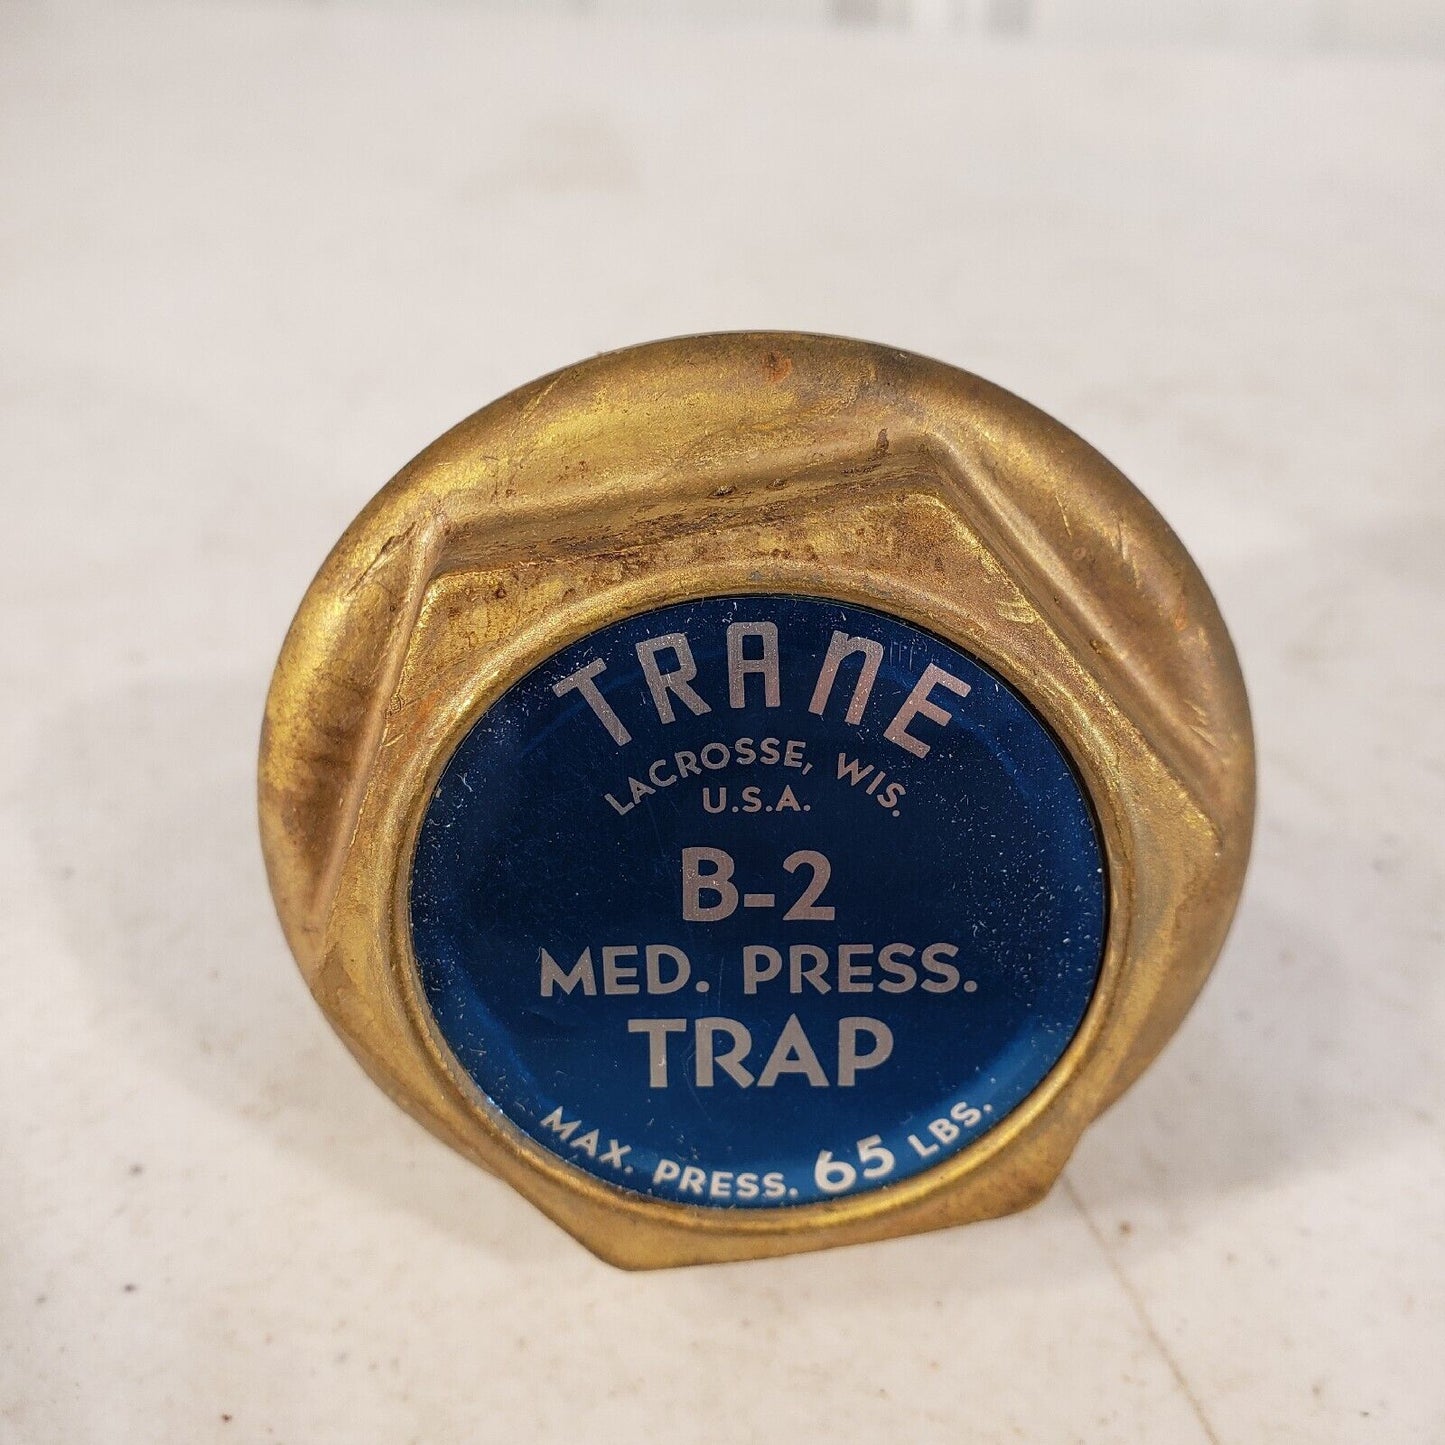 TRANE
LACROSSE, WIS.
U.S.A.
B-2
MED. PRESS.
TRAP
MAX. PRESS. 65 LBS.